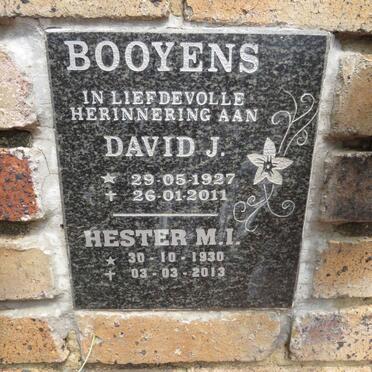 BOOYENS
IN LIEFDEVOLLE
HERINNERING AAN
DAVID J.
★ 29-05-1927
✝ 26-01-2011
HESTER M.I.
★ 30-10-1930
✝ 03-03-2013